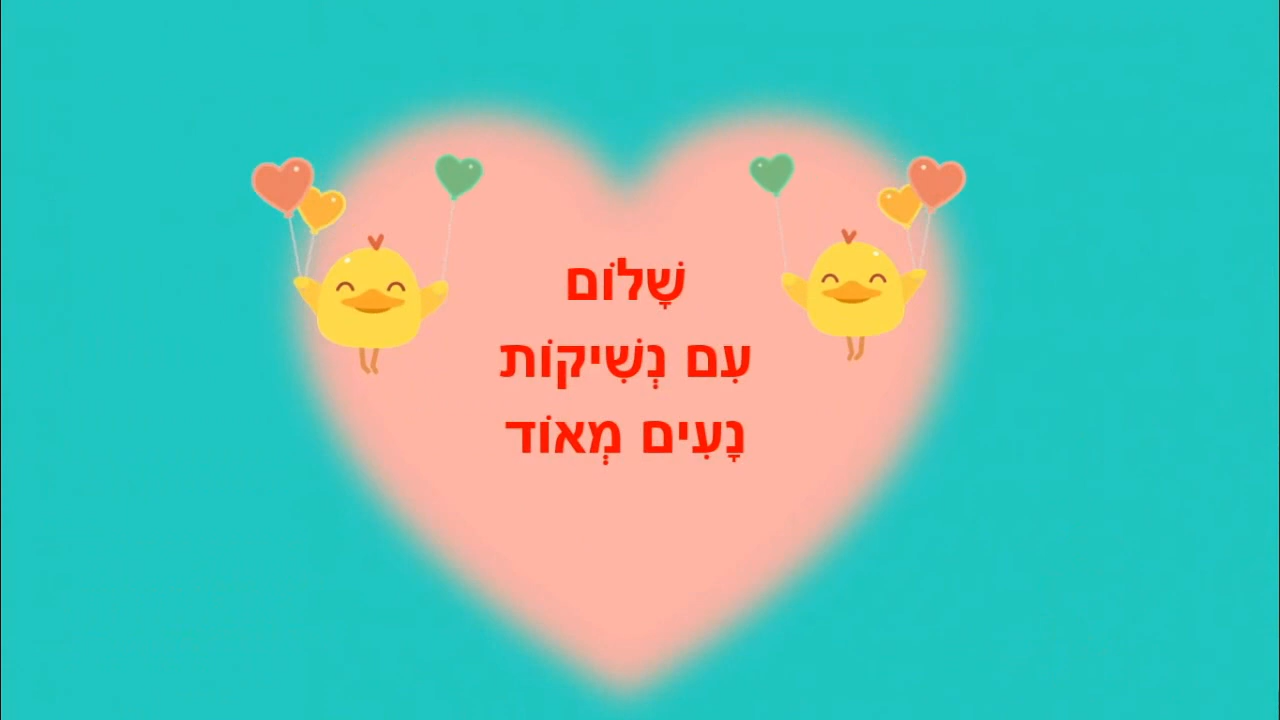 שָׁלוֹם
עִם נְשִׁיקוֹת
נָעִים מְאוֹד